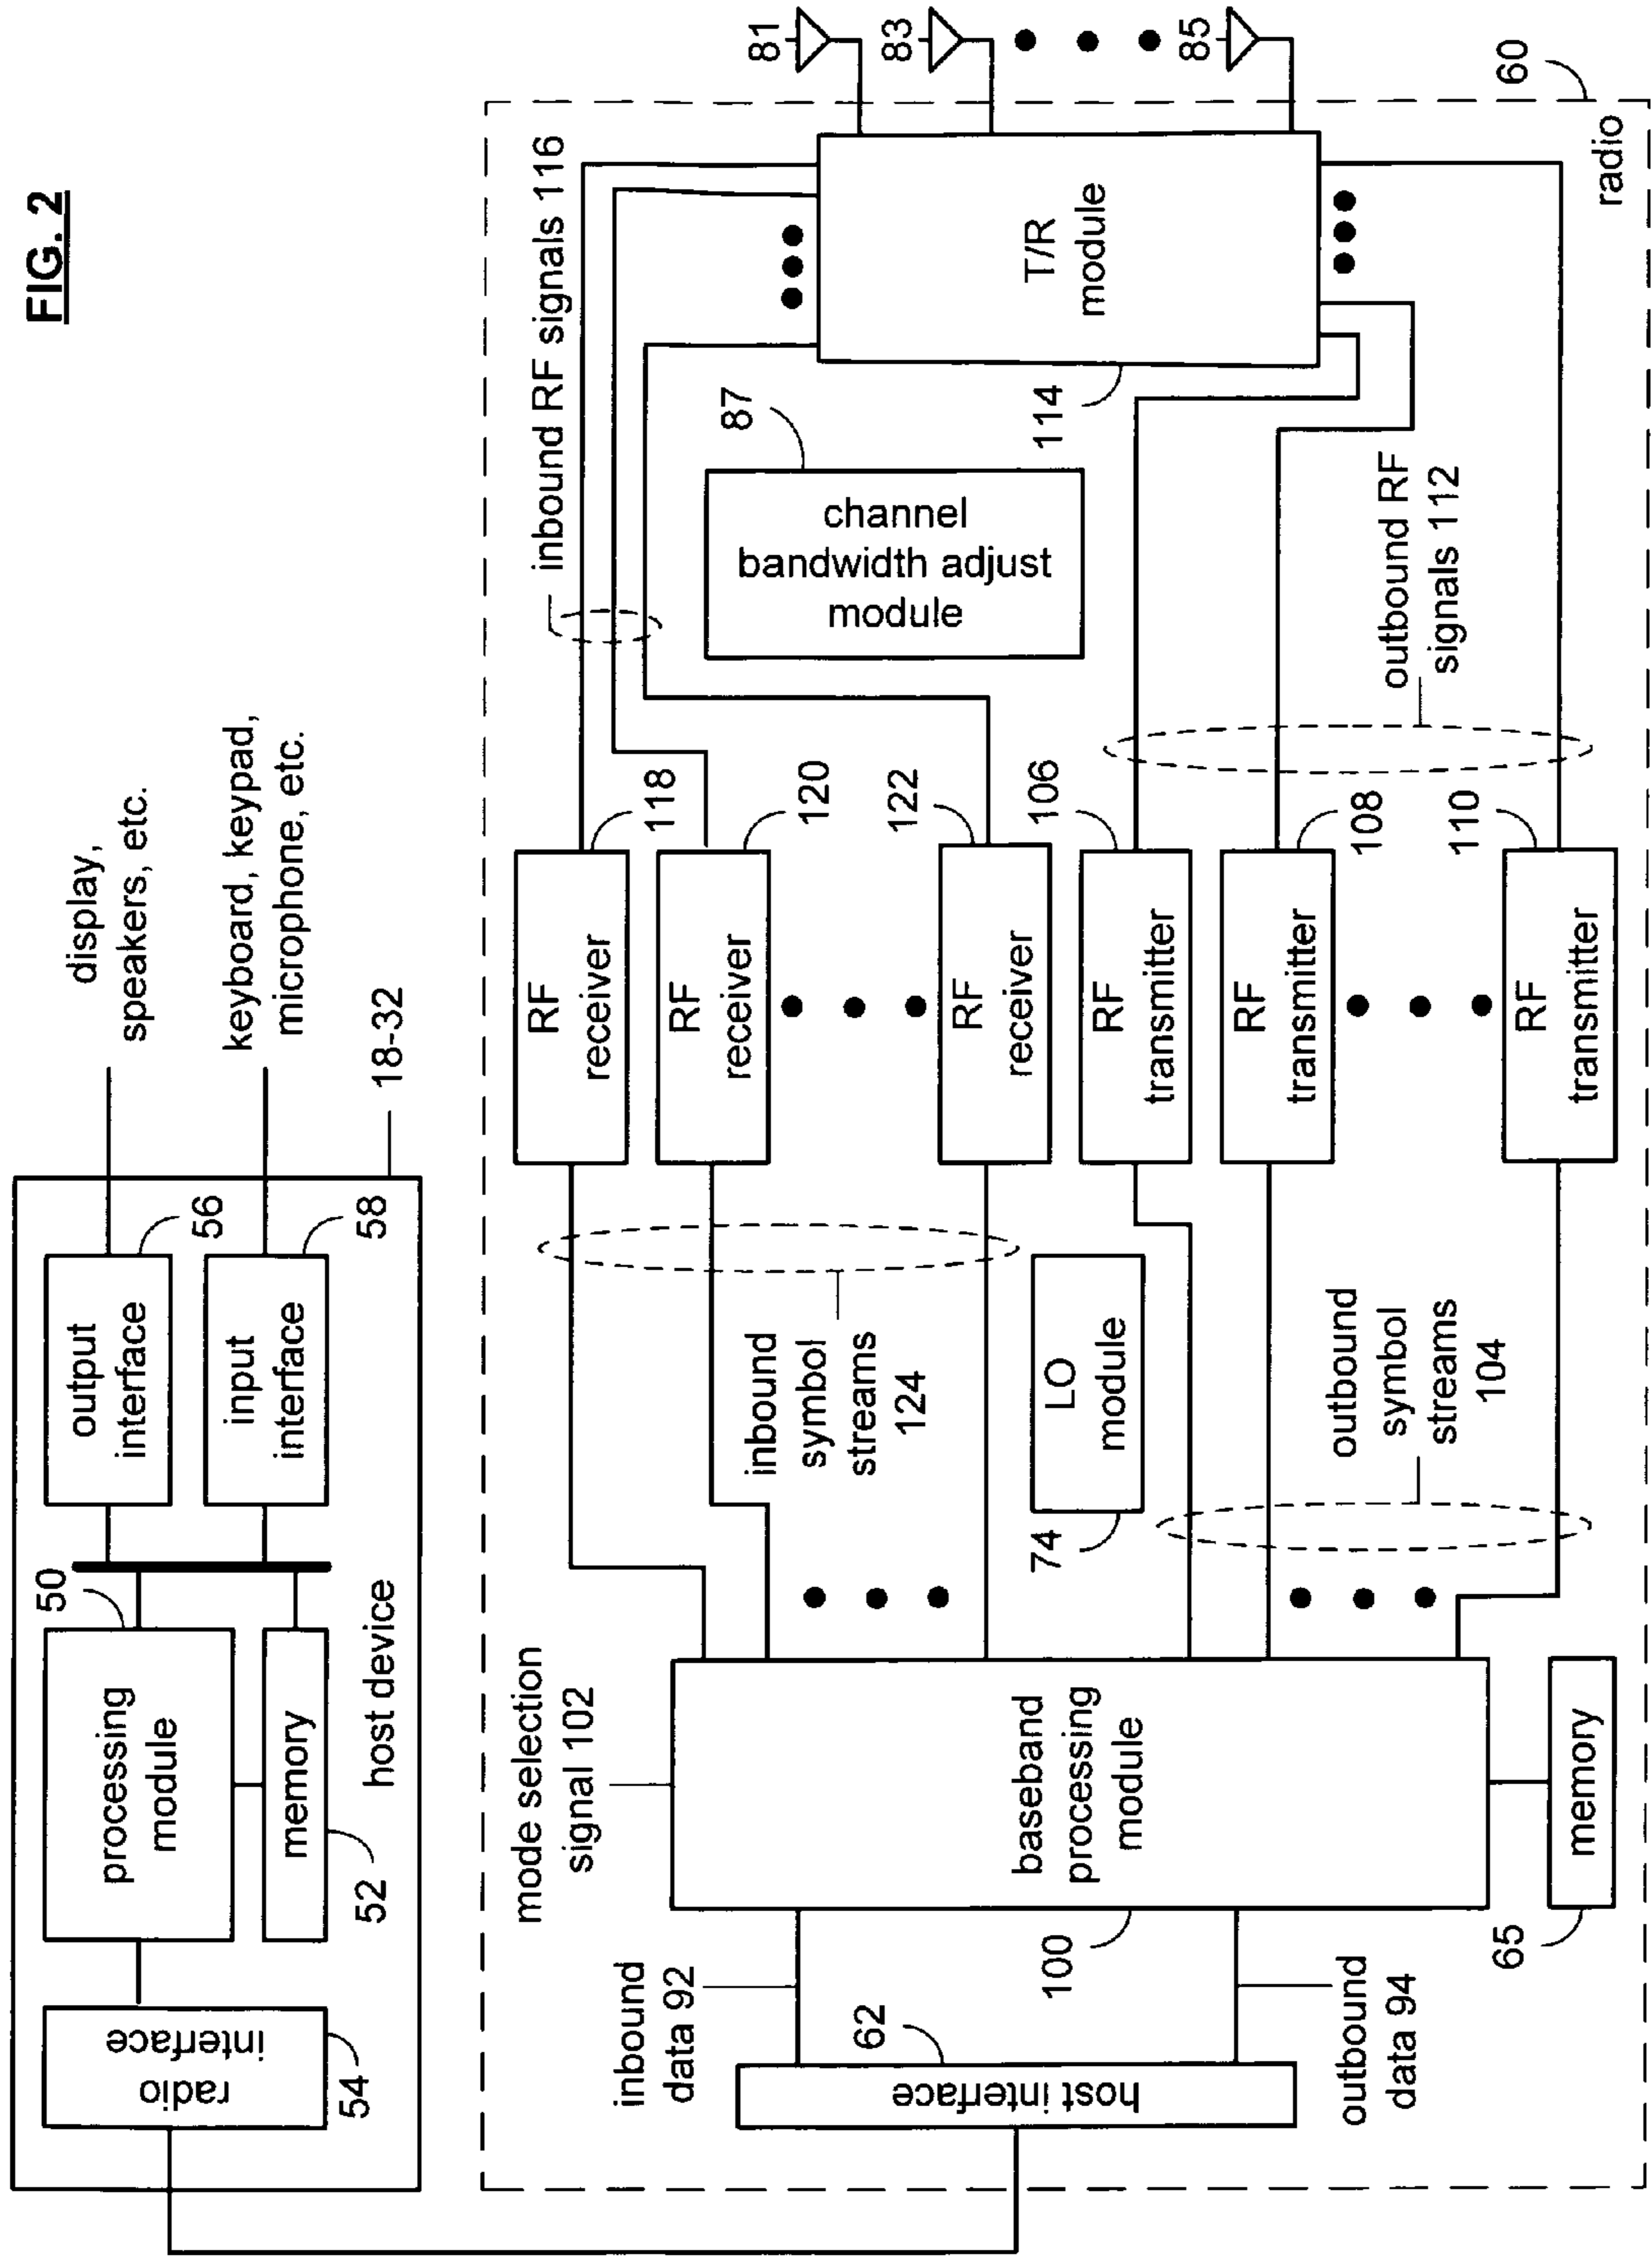 FIG. 2
display,
speakers, etc.
keyboard, keypad,
microphone, etc.
18-32
50
output
interface
56
input
interface
58
processing
module
memory
52
host device
radio
interface
54
mode selection
signal 102
inbound
data 92
62
host interface
100
outbound
data 94
baseband
processing
module
65
memory
inbound
symbol
streams
124
LO
module
74
outbound
symbol
streams
104
RF
receiver
118
RF
receiver
120
RF
receiver
122
RF
transmitter
106
RF
transmitter
108
RF
transmitter
110
inbound RF signals 116
87
channel
bandwidth adjust
module
114
outbound RF
signals 112
T/R
module
81
83
85
60
radio